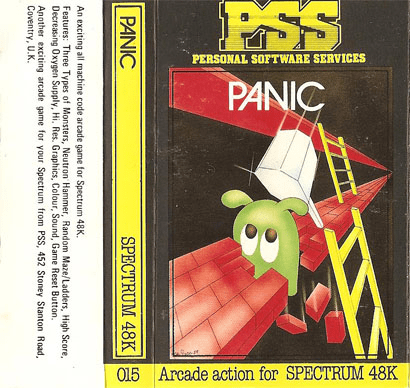 An exciting all machine code arcade game for Spectrum 48K.
Features: Three Types of Monsters, Neutron Hammer, Random Maze/Ladders, High Score,
Decreasing Oxygen Supply, Hi. Res. Graphics, Colour, Sound, Game Reset Button.
Another exciting arcade game for your Spectrum from PSS, 452 Stoney Stanton Road,
Coventry, U.K.
PANIC
SPECTRUM 48K
015
PSS
PERSONAL SOFTWARE SERVICES
PANIC
Arcade action for SPECTRUM 48K